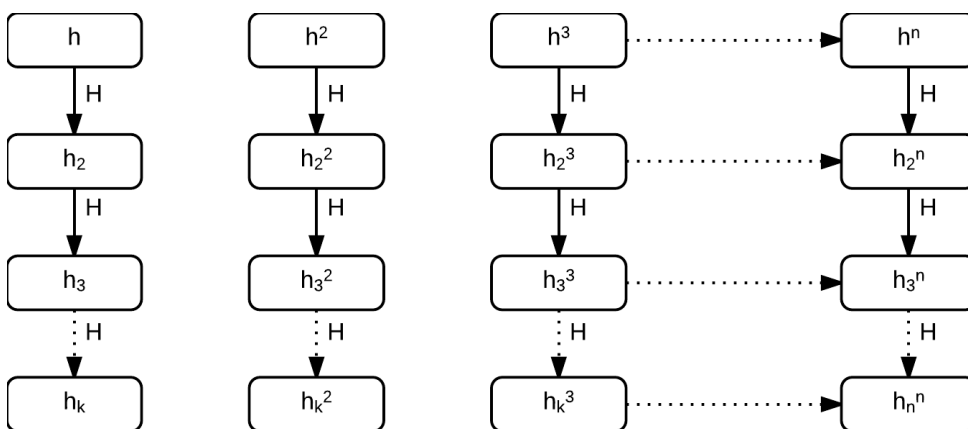 h h² h³ hⁿ
H H H H
h₂ h₂² h₂³ h₂ⁿ
H H H H
h₃ h₃² h₃³ h₃ⁿ
H H H H
hₖ hₖ² hₖ³ hₙⁿ